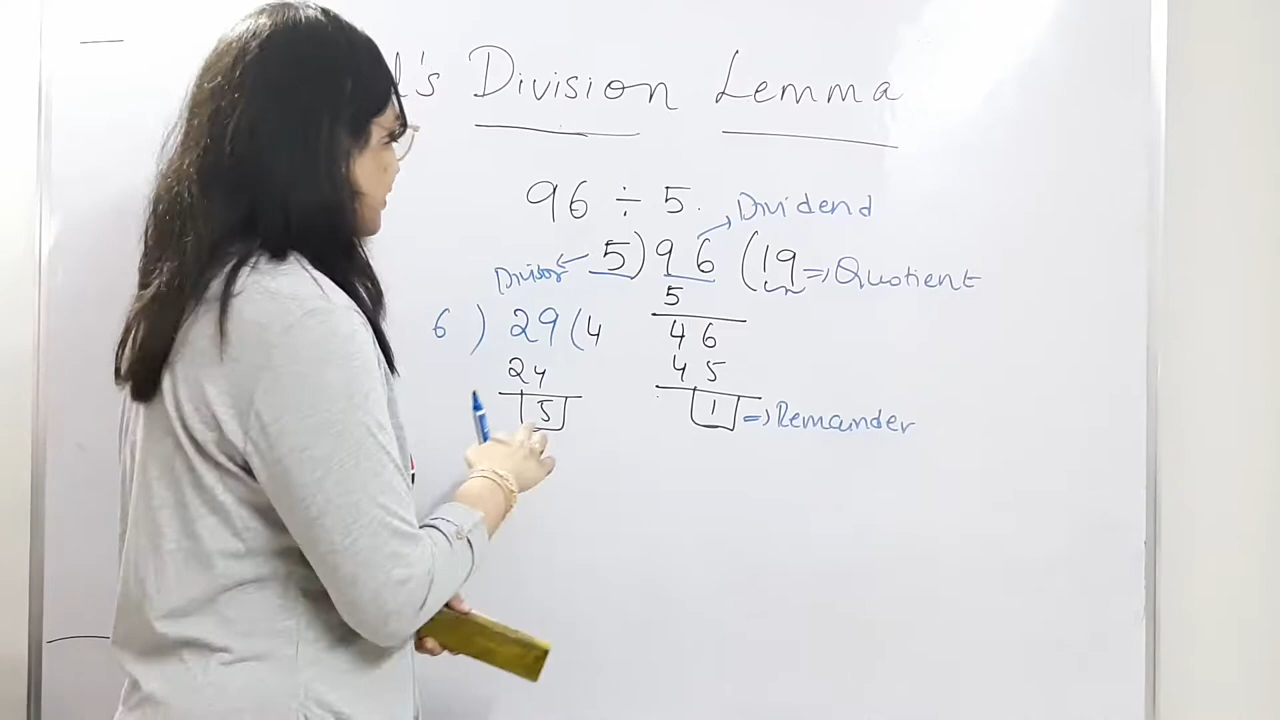 's Division Lemma
96 ÷ 5.
Dividend
Divisor ← 5 ) 96 ( 19 => Quotient
5
46
45
1 => Remainder
6 ) 29 ( 4
24
5